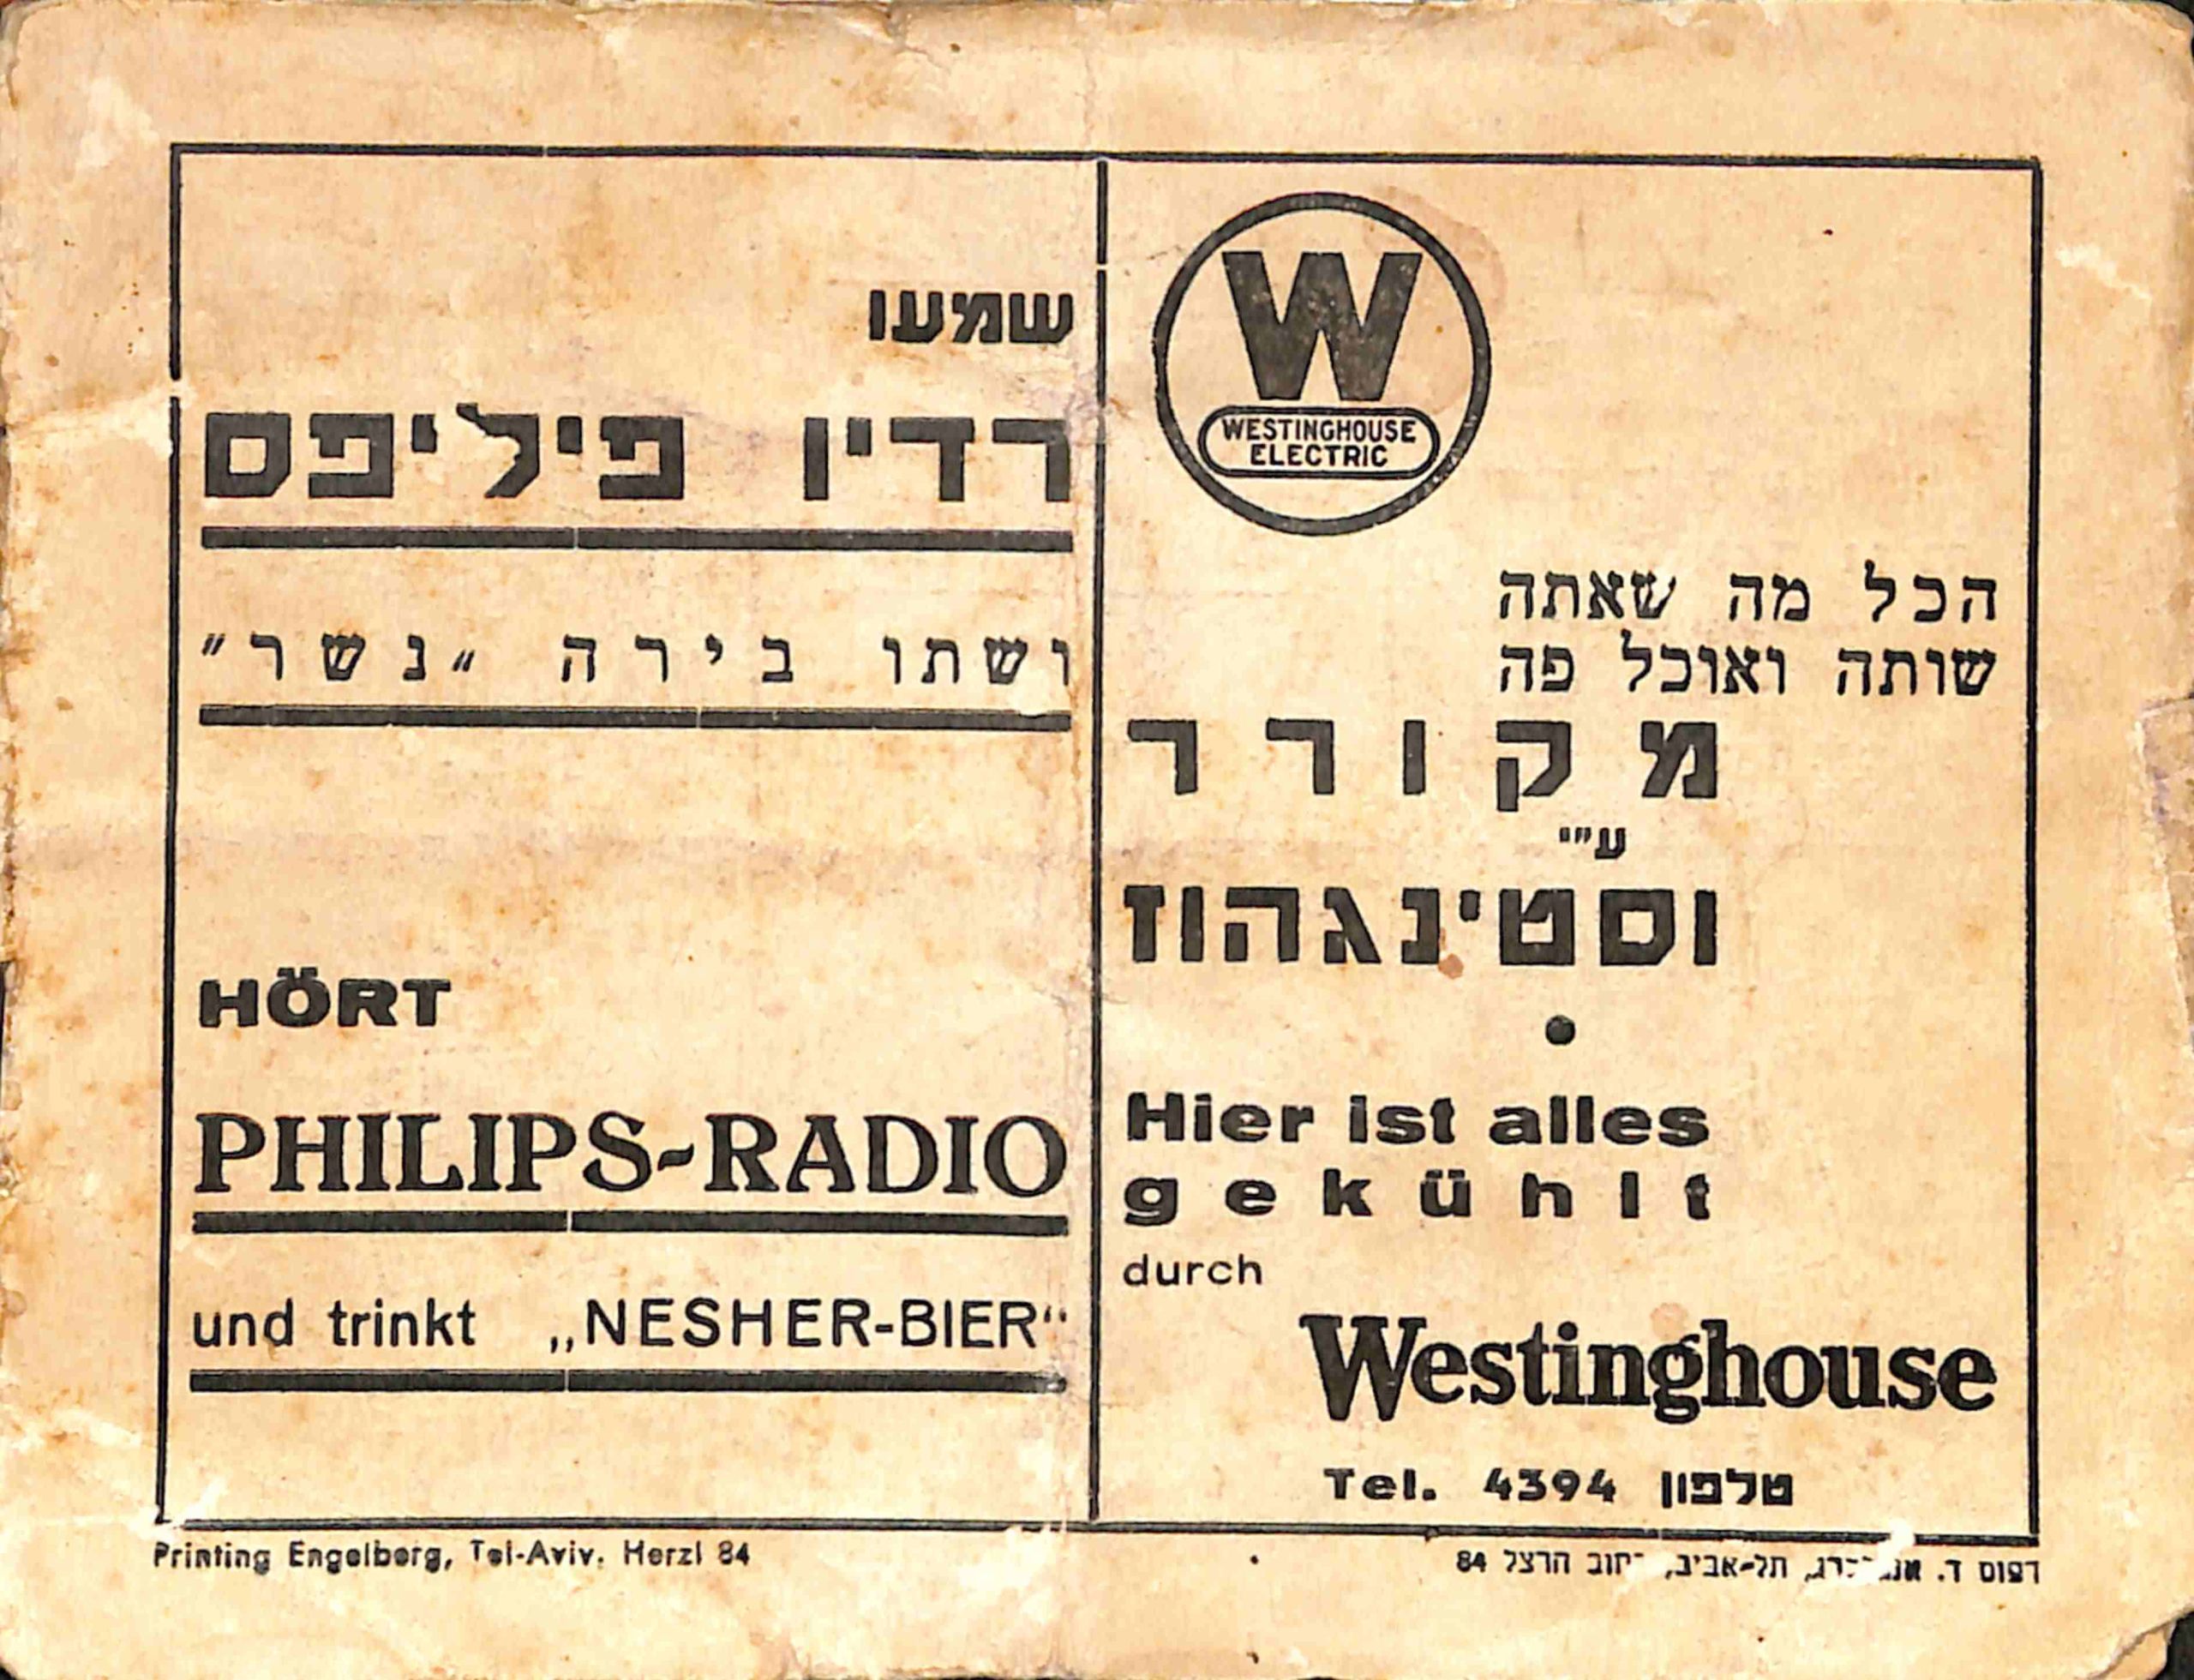 שמעו
רדיו פיליפס
ושתו בירה „נשר"
HÖRT
PHILIPS-RADIO
und trinkt „NESHER-BIER“
W
WESTINGHOUSE
ELECTRIC
הכל מה שאתה
שותה ואוכל פה
מקורר
ע"י
וסטינגהוז
•
Hier ist alles
gekühlt
durch
Westinghouse
Tel. 4394 טלפון
Printing Engelberg, Tel-Aviv. Herzl 84
דפוס ד. תל-אביב, הרצל 84